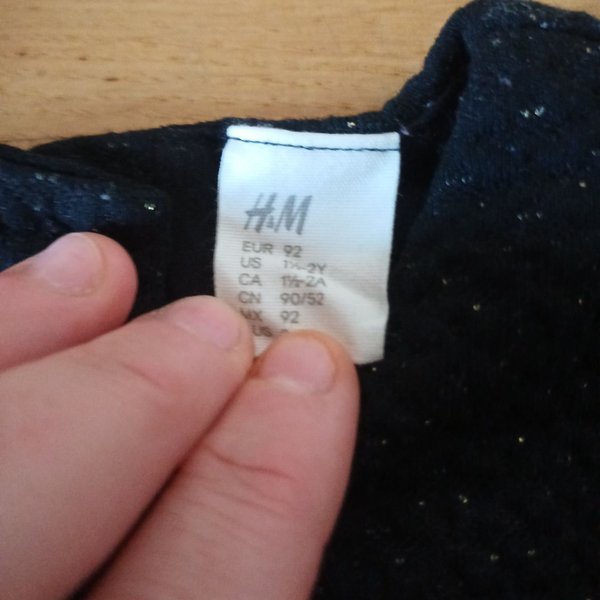 H&M
EUR 92
US 1½-2Y
CA 1½-2A
CN 90/52
MX 92